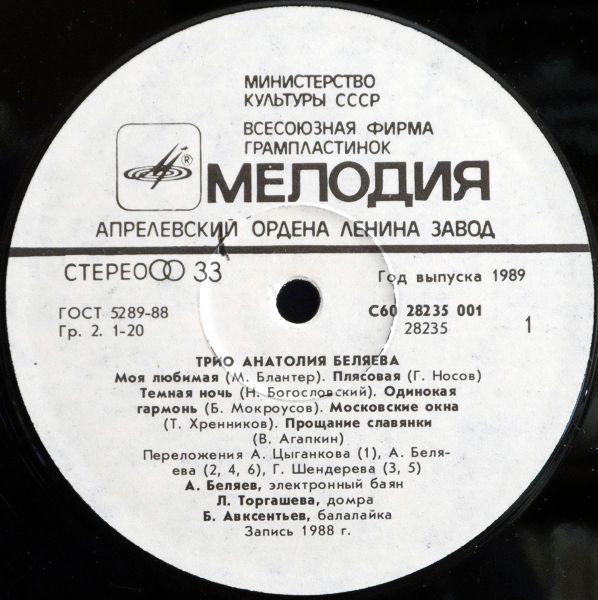 МИНИСТЕРСТВО
КУЛЬТУРЫ СССР
ВСЕСОЮЗНАЯ ФИРМА
ГРАМПЛАСТИНОК
®
МЕЛОДИЯ
АПРЕЛЕВСКИЙ ОРДЕНА ЛЕНИНА ЗАВОД
СТЕРЕО 33
Год выпуска 1989
ГОСТ 5289-88
Гр. 2. 1-20
С60 28235 001
28235
1
ТРИО АНАТОЛИЯ БЕЛЯЕВА
Моя любимая (М. Блантер). Плясовая (Г. Носов)
Темная ночь (Н. Богословский). Одинокая
гармонь (Б. Мокроусов). Московские окна
(Т. Хренников). Прощание славянки
(В. Агапкин)
Переложения А. Цыганкова (1), А. Беля-
ева (2, 4, 6), Г. Шендерева (3, 5)
А. Беляев, электронный баян
Л. Торгашева, домра
Б. Авксентьев, балалайка
Запись 1988 г.